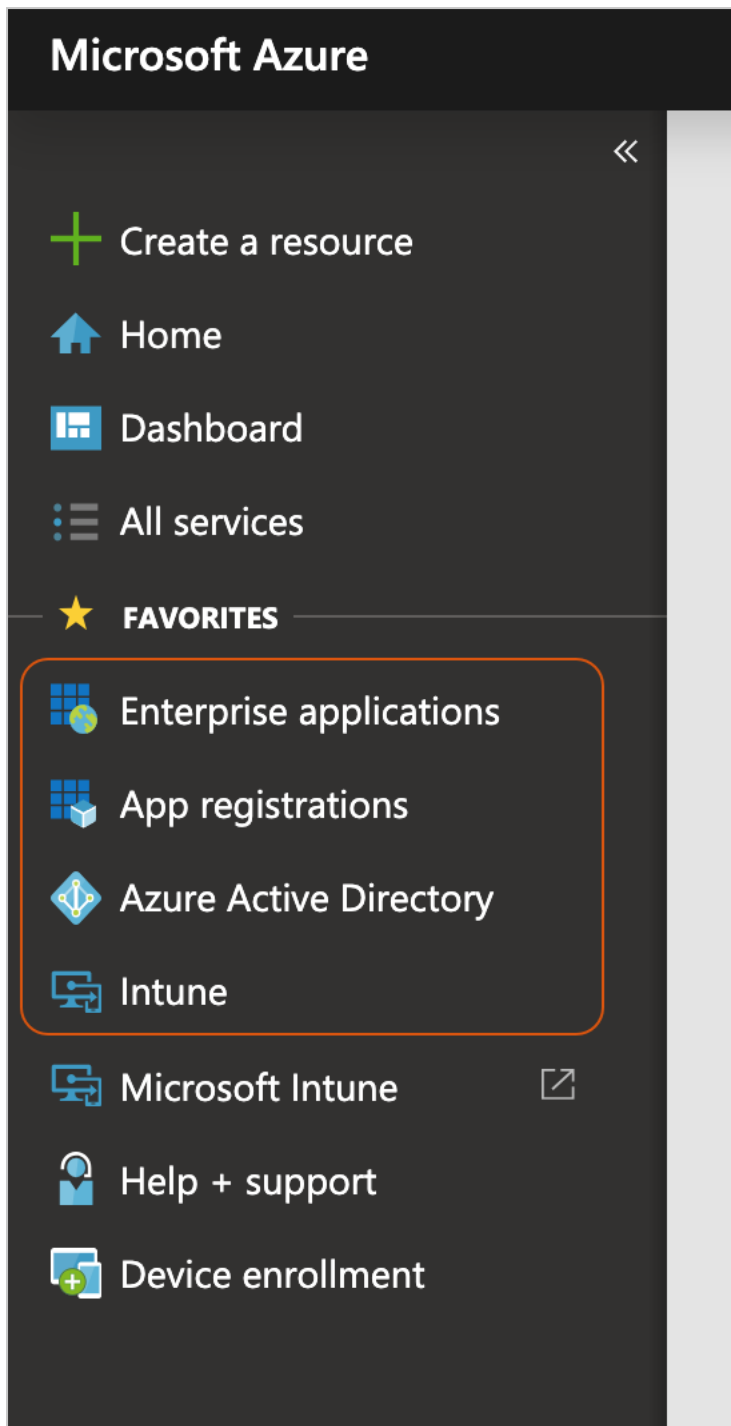 Microsoft Azure
Create a resource
Home
Dashboard
All services
FAVORITES
Enterprise applications
App registrations
Azure Active Directory
Intune
Microsoft Intune
Help + support
Device enrollment